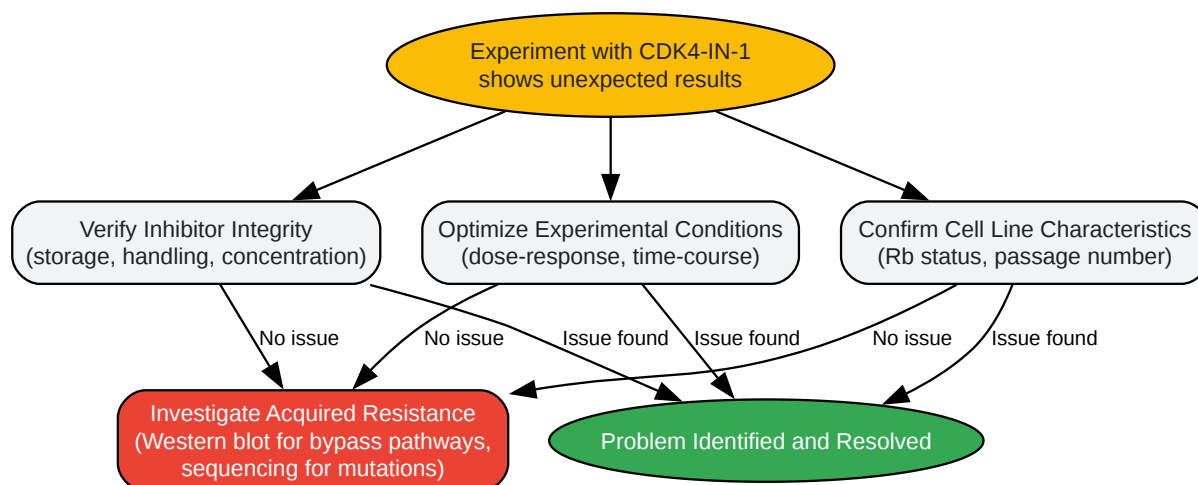 Experiment with CDK4-IN-1
shows unexpected results
Verify Inhibitor Integrity
(storage, handling, concentration)
Optimize Experimental Conditions
(dose-response, time-course)
Confirm Cell Line Characteristics
(Rb status, passage number)
No issue
No issue
Issue found
Issue found
No issue
Issue found
Investigate Acquired Resistance
(Western blot for bypass pathways,
sequencing for mutations)
Problem Identified and Resolved